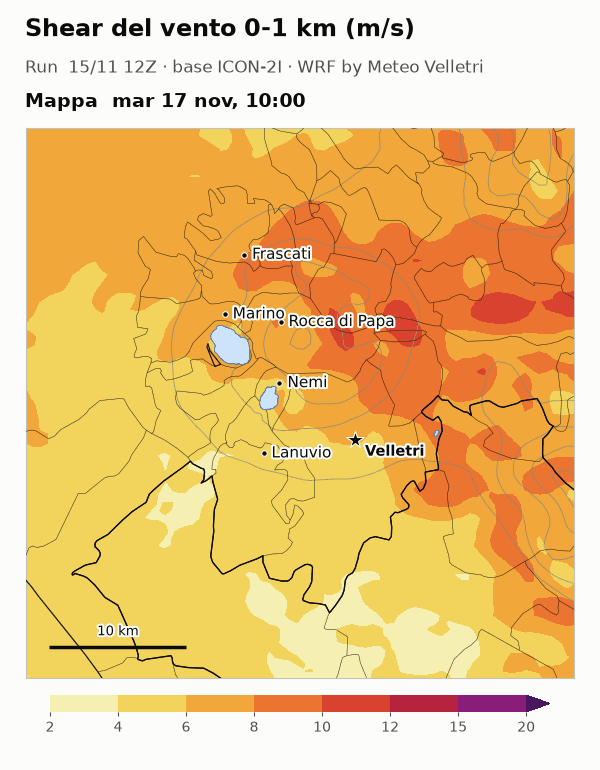 Shear del vento 0-1 km (m/s)
Run  15/11 12Z · base ICON-2I · WRF by Meteo Velletri
Mappa  mar 17 nov, 10:00
Frascati
Marino
Rocca di Papa
Nemi
Velletri
Lanuvio
10 km
2 4 6 8 10 12 15 20